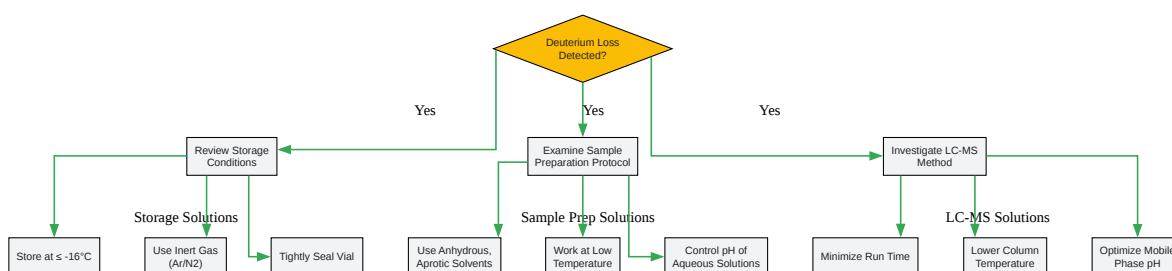 Deuterium Loss
Detected?
Yes
Yes
Yes
Review Storage
Conditions
Examine Sample
Preparation Protocol
Investigate LC-MS
Method
Storage Solutions
Sample Prep Solutions
LC-MS Solutions
Store at ≤ -16°C
Use Inert Gas
(Ar/N2)
Tightly Seal Vial
Use Anhydrous,
Aprotic Solvents
Work at Low
Temperature
Control pH of
Aqueous Solutions
Minimize Run Time
Lower Column
Temperature
Optimize Mobile
Phase pH